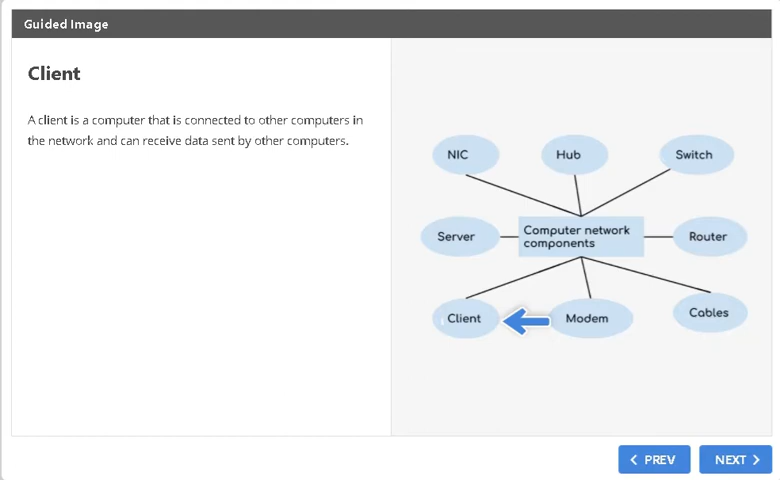 Guided Image
Client
A client is a computer that is connected to other computers in
the network and can receive data sent by other computers.
NIC
Hub
Switch
Server
Computer network
components
Router
Client
Modem
Cables
PREV
NEXT